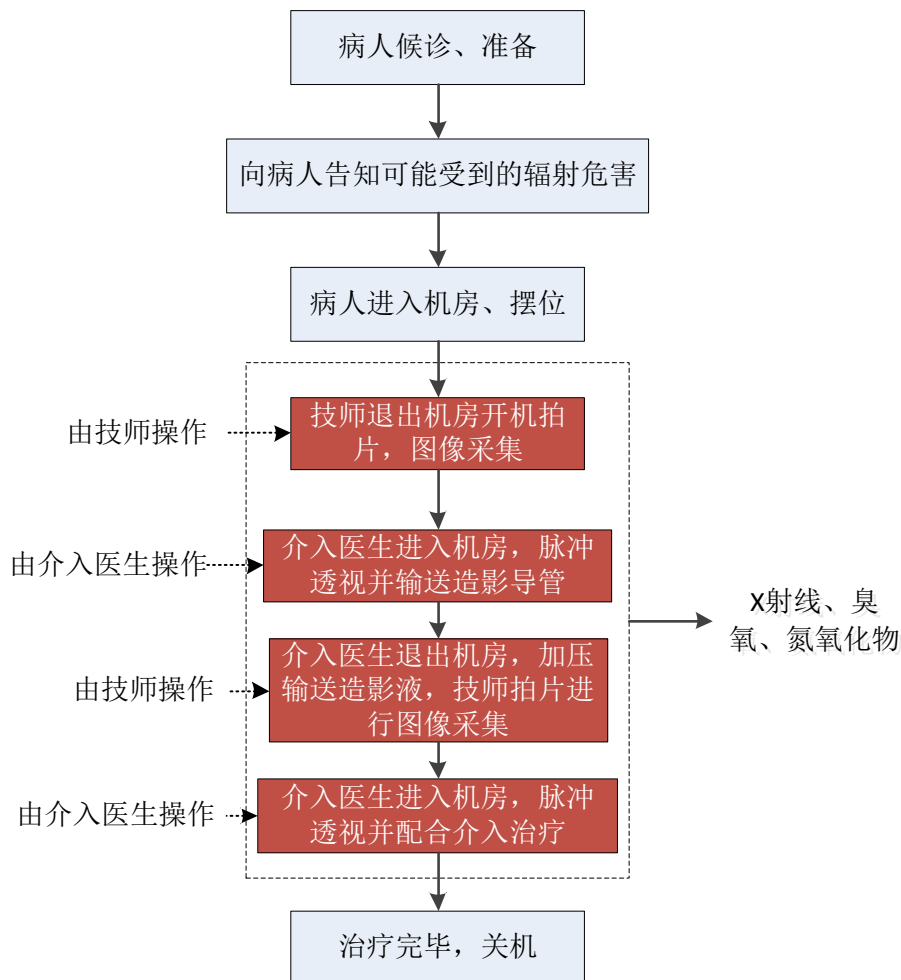 病人候诊、准备
向病人告知可能受到的辐射危害
病人进入机房、摆位
由技师操作
技师退出机房开机拍
片，图像采集
由介入医生操作
介入医生进入机房，脉冲
透视并输送造影导管
X射线、臭
氧、氮氧化物
由技师操作
介入医生退出机房，加压
输送造影液，技师拍片进
行图像采集
由介入医生操作
介入医生进入机房，脉冲
透视并配合介入治疗
治疗完毕，关机